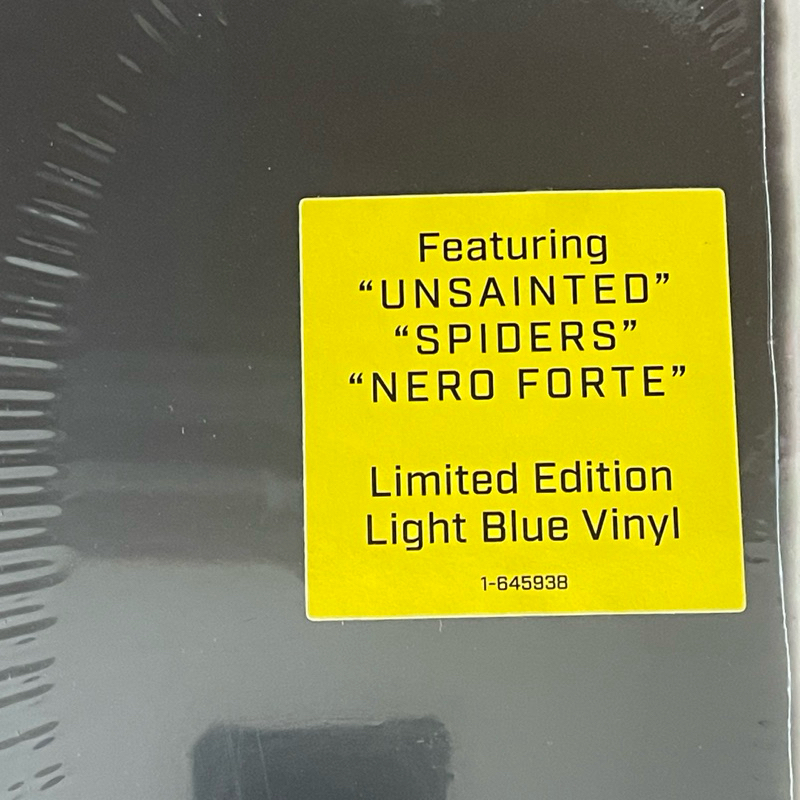 Featuring
“UNSAINTED”
“SPIDERS”
“NERO FORTE”
Limited Edition
Light Blue Vinyl
1-645938